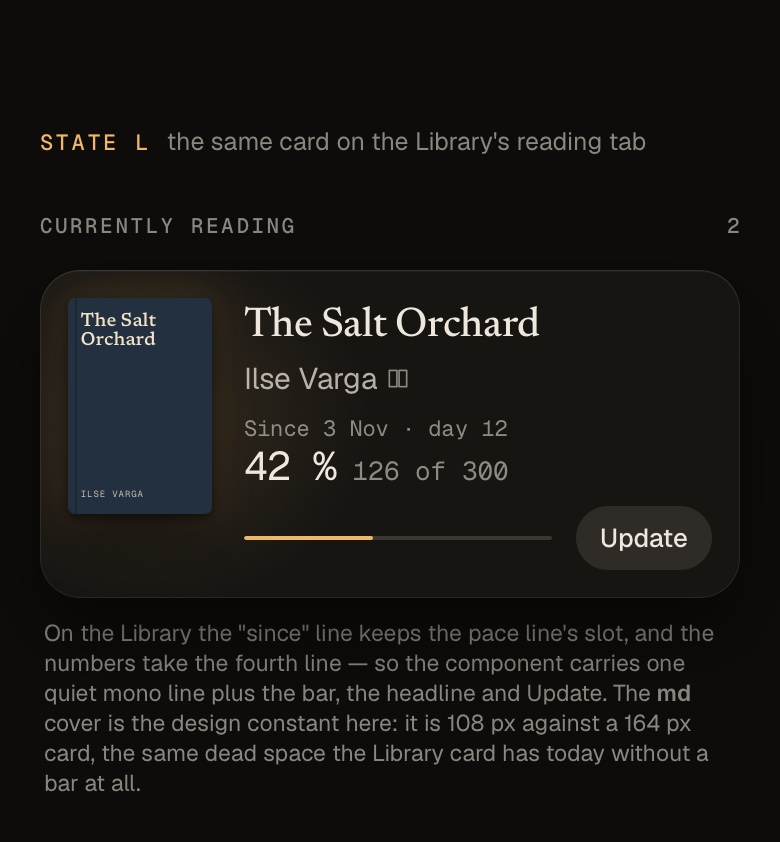 STATE L the same card on the Library's reading tab
CURRENTLY READING 2
The Salt
Orchard
ILSE VARGA
The Salt Orchard
Ilse Varga
Since 3 Nov · day 12
42 % 126 of 300
Update
On the Library the "since" line keeps the pace line's slot, and the
numbers take the fourth line — so the component carries one
quiet mono line plus the bar, the headline and Update. The md
cover is the design constant here: it is 108 px against a 164 px
card, the same dead space the Library card has today without a
bar at all.